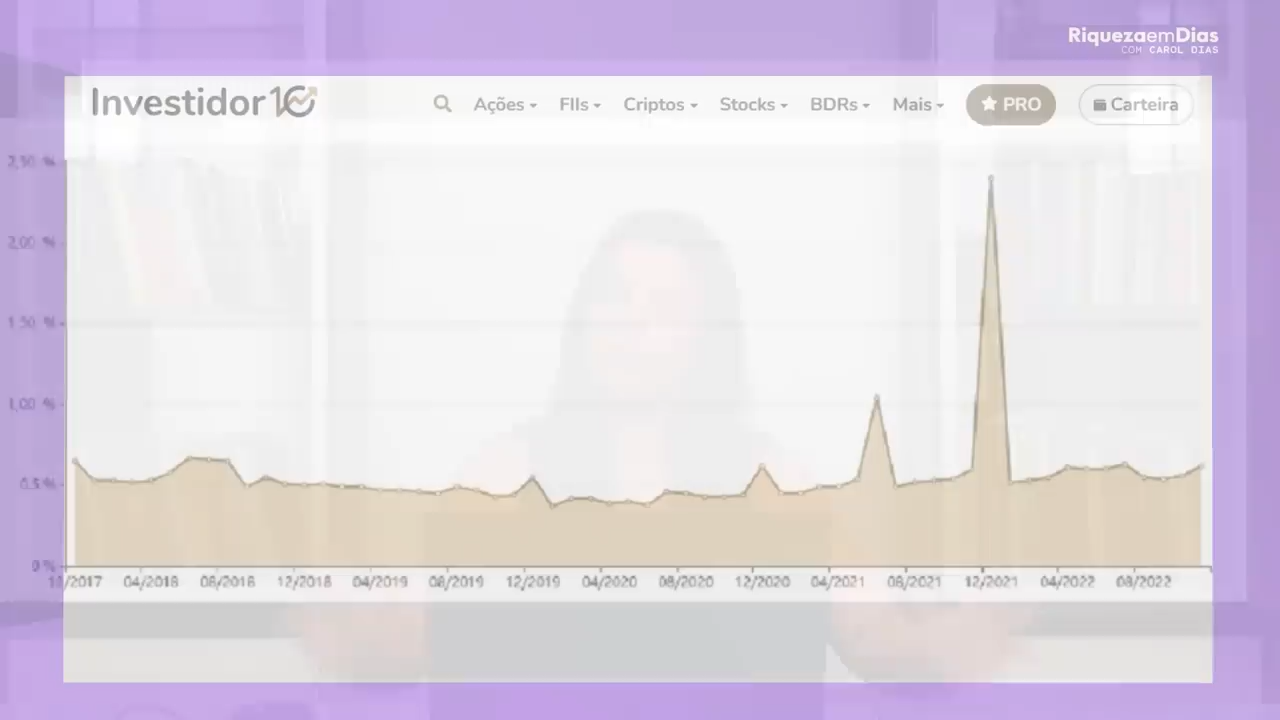 RiquezaemDias
COM CAROL DIAS
Investidor10
Ações FIIs Criptos Stocks BDRs Mais PRO Carteira
2,50 %
2,00 %
1,50 %
1,00 %
0,5 %
0 %
11/2017 04/2018 08/2018 12/2018 04/2019 08/2019 12/2019 04/2020 08/2020 12/2020 04/2021 08/2021 12/2021 04/2022 08/2022